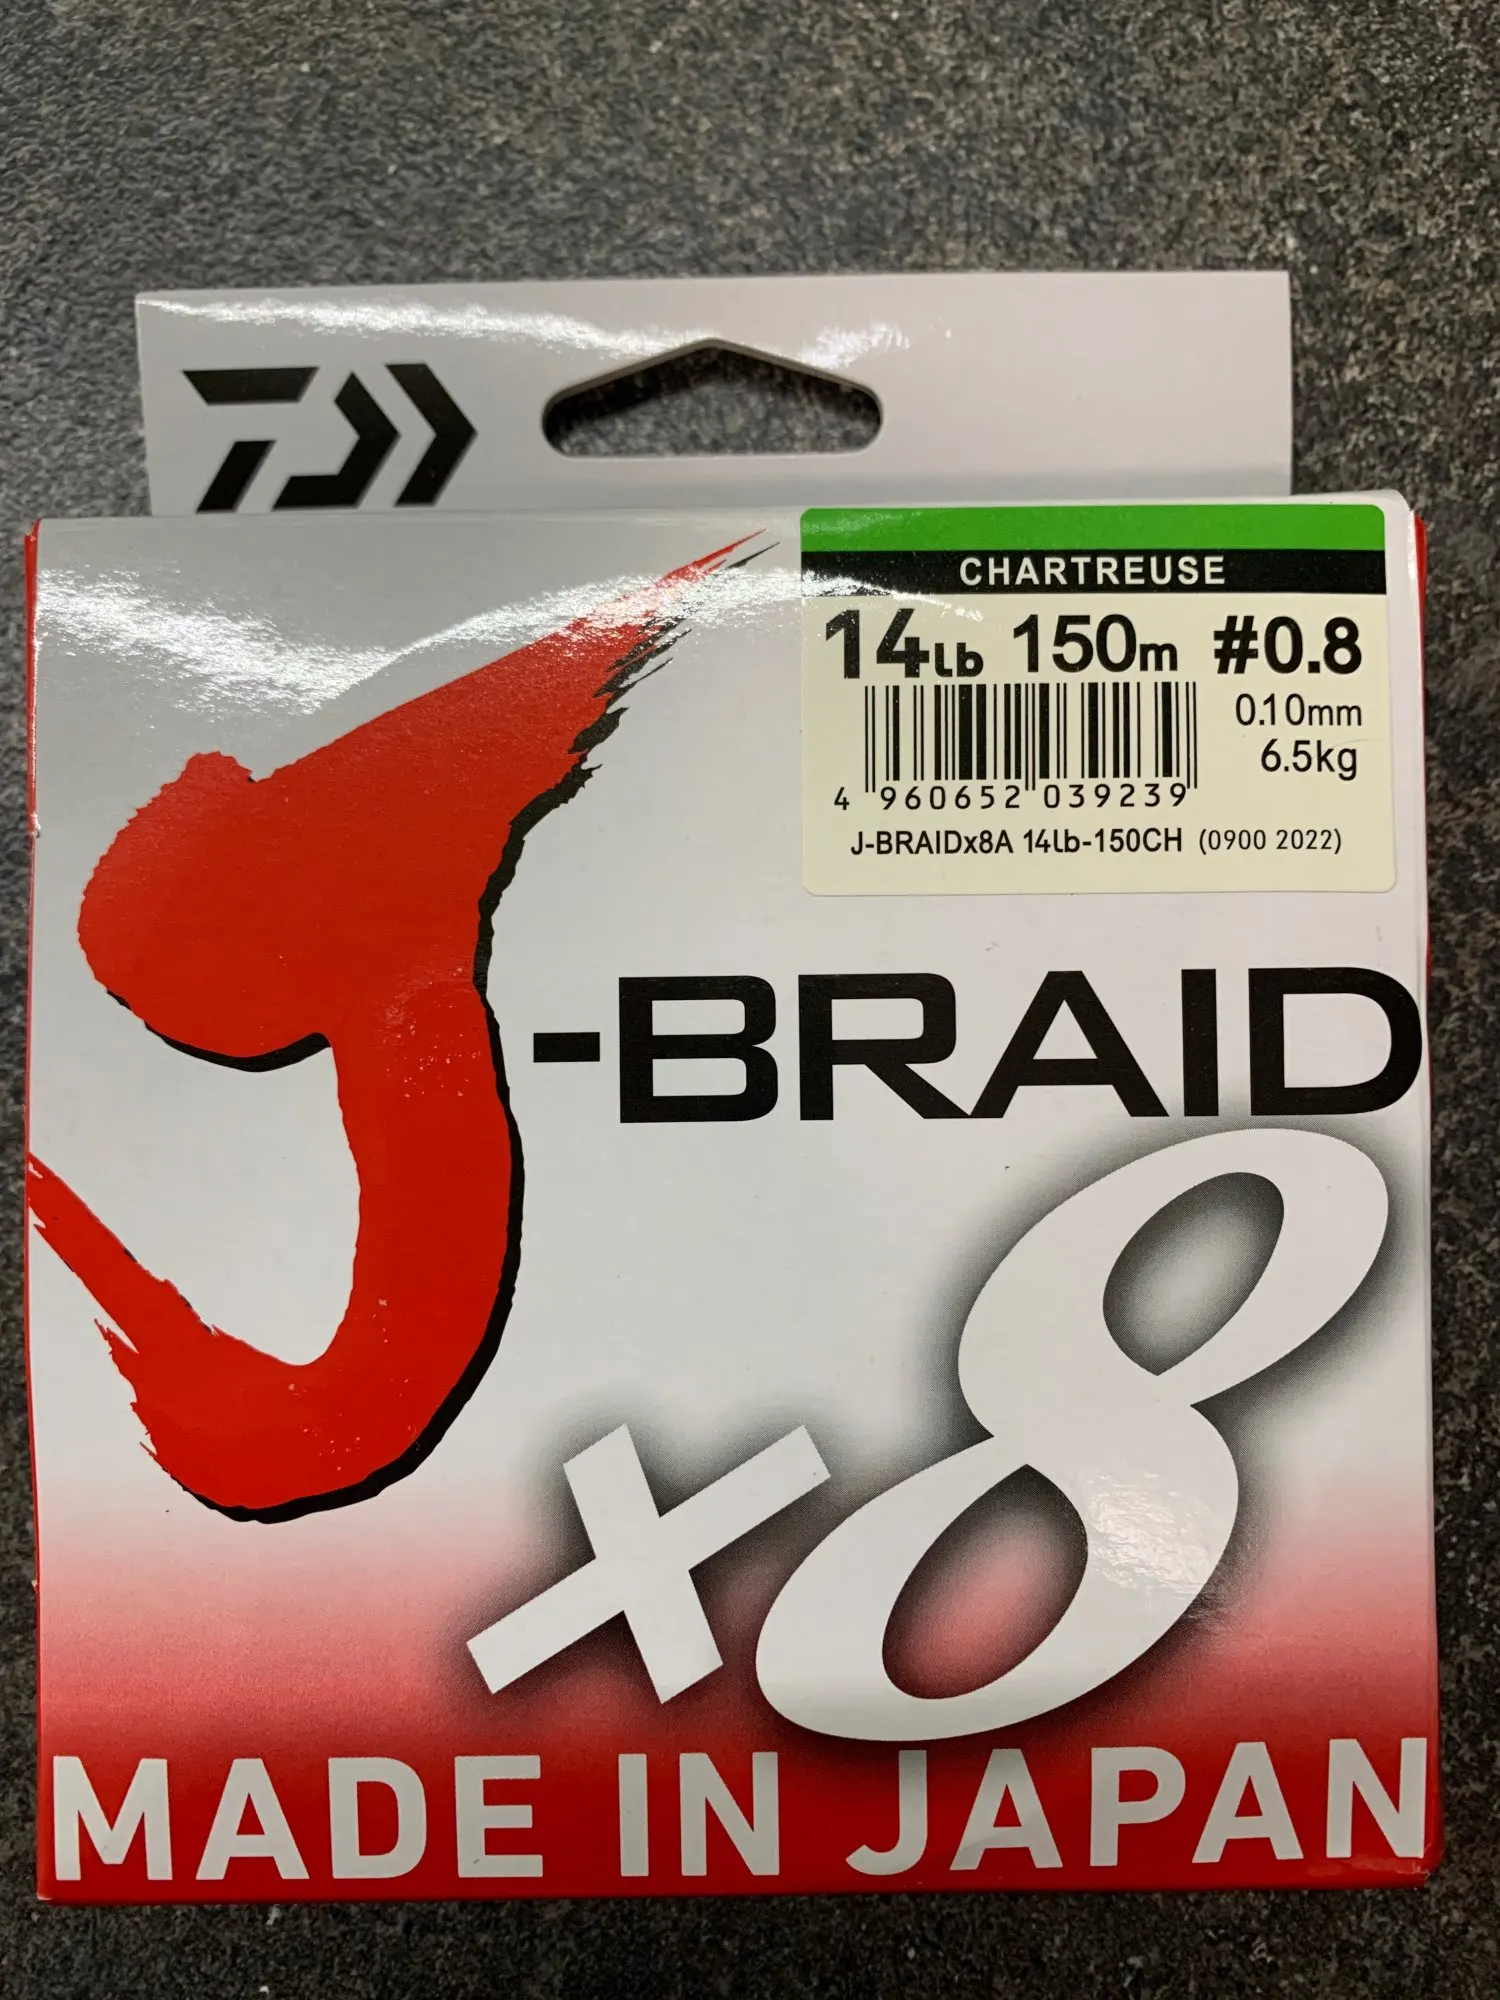 CHARTREUSE
14lb 150m #0.8
0.10mm
6.5kg
4 960652 039239
J-BRAIDx8A 14lb-150CH (0900 2022)
J-BRAID
x8
MADE IN JAPAN